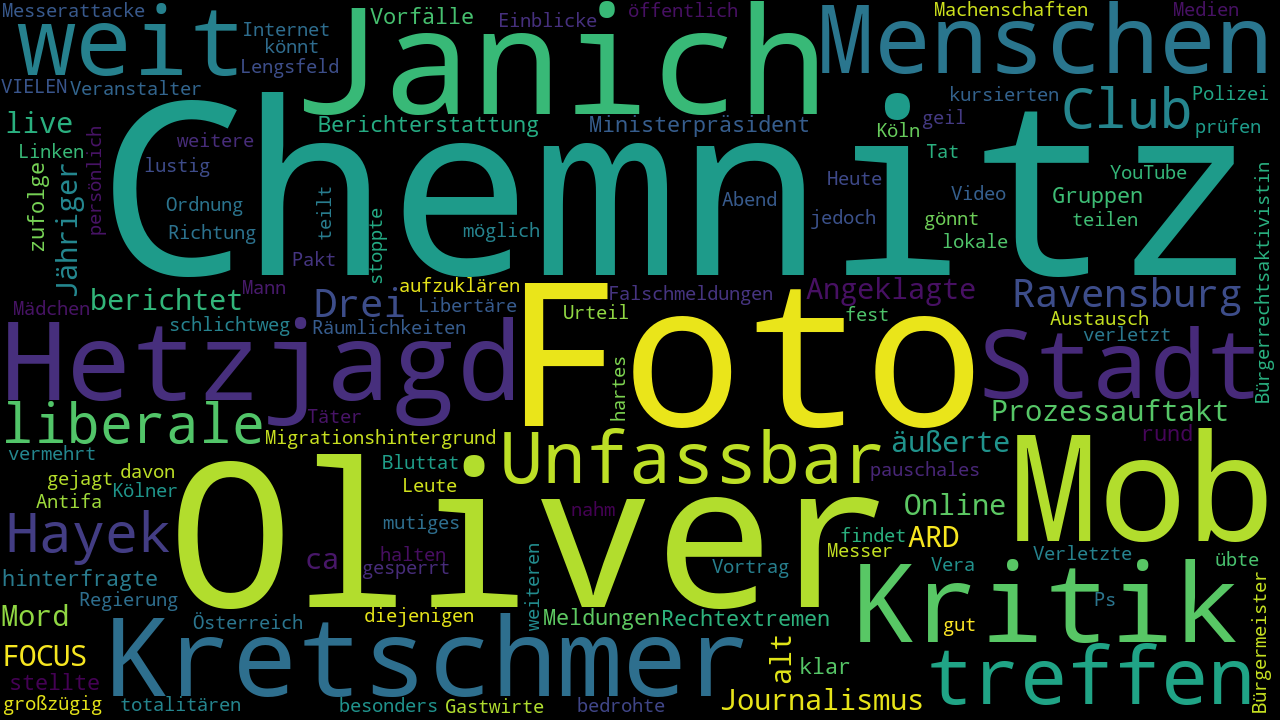 Messerattacke
weit
Internet
könnt
Lengsfeld
VIELEN
Veranstalter
Janich
Vorfälle
Einblicke
öffentlich
Menschen
Machenschaften
Medien
live
Linken
persönlich
weitere
lustig
Berichterstattung
Ministerpräsident
kursierten
Club
Polizei
prüfen
Köln
geil
Tat
Chemnitz
zufolge
Jähriger
Ordnung
Richtung
teilt
stoppte
möglich
Abend
Heute
jedoch
Video
gönnt
lokale
YouTube
Gruppen
teilen
Bürgerrechtsaktivistin
Pakt
Mann
Mädchen
berichtet
schlichtweg
Drei
Räumlichkeiten
aufzuklären
Libertäre
Falschmeldungen
Urteil
Angeklagte
fest
Ravensburg
Austausch
verletzt
Hetzjagd
Foto
hartes
Stadt
liberale
Täter
Migrationshintergrund
Unfassbar
äußerte
Prozessauftakt
rund
vermehrt
gejagt
davon
Antifa
Kölner
Bluttat
Leute
pauschales
Mob
Hayek
Oliver
mutiges
nahm
Online
ARD
findet
Messer
ca
halten
gesperrt
Vortrag
Vera
Verletzte
übte
hinterfragte
Regierung
weiteren
Kritik
Ps
Mord
Österreich
diejenigen
Meldungen
Rechtextremen
gut
Bürgermeister
FOCUS
Kretschmer
alt
klar
treffen
stellte
großzügig
totalitären
besonders
Gastwirte
bedrohte
Journalismus